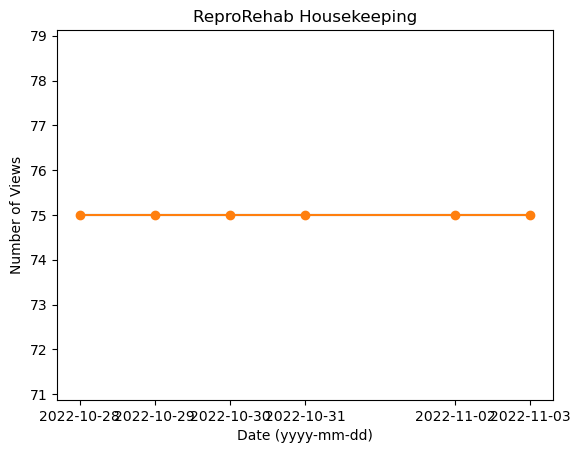 ReproRehab Housekeeping
Number of Views
79
78
77
76
75
74
73
72
71
2022-10-28 2022-10-29 2022-10-30 2022-10-31 2022-11-02 2022-11-03
Date (yyyy-mm-dd)